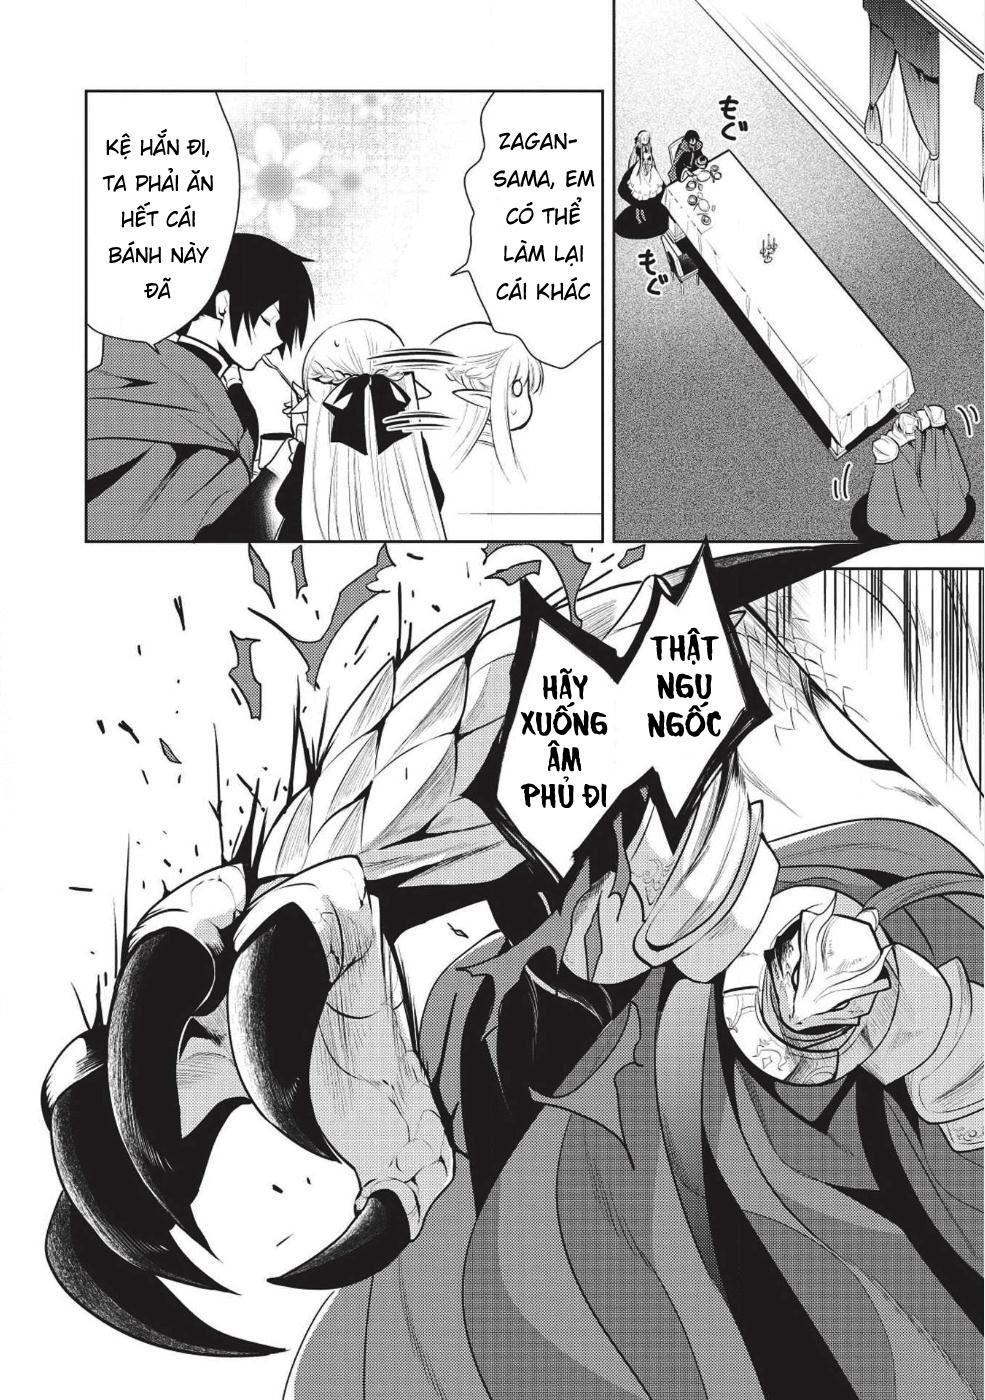 もぐ
もぐ
ZAGAN-
SAMA, EM
CÓ THỂ
LÀM LẠI
CÁI KHÁC
KỆ HẮN ĐI,
TA PHẢI ĂN
HẾT CÁI
BÁNH NÀY
ĐÃ
THẬT
NGU
NGỐC
HÃY
XUỐNG
ÂM
PHỦ ĐI